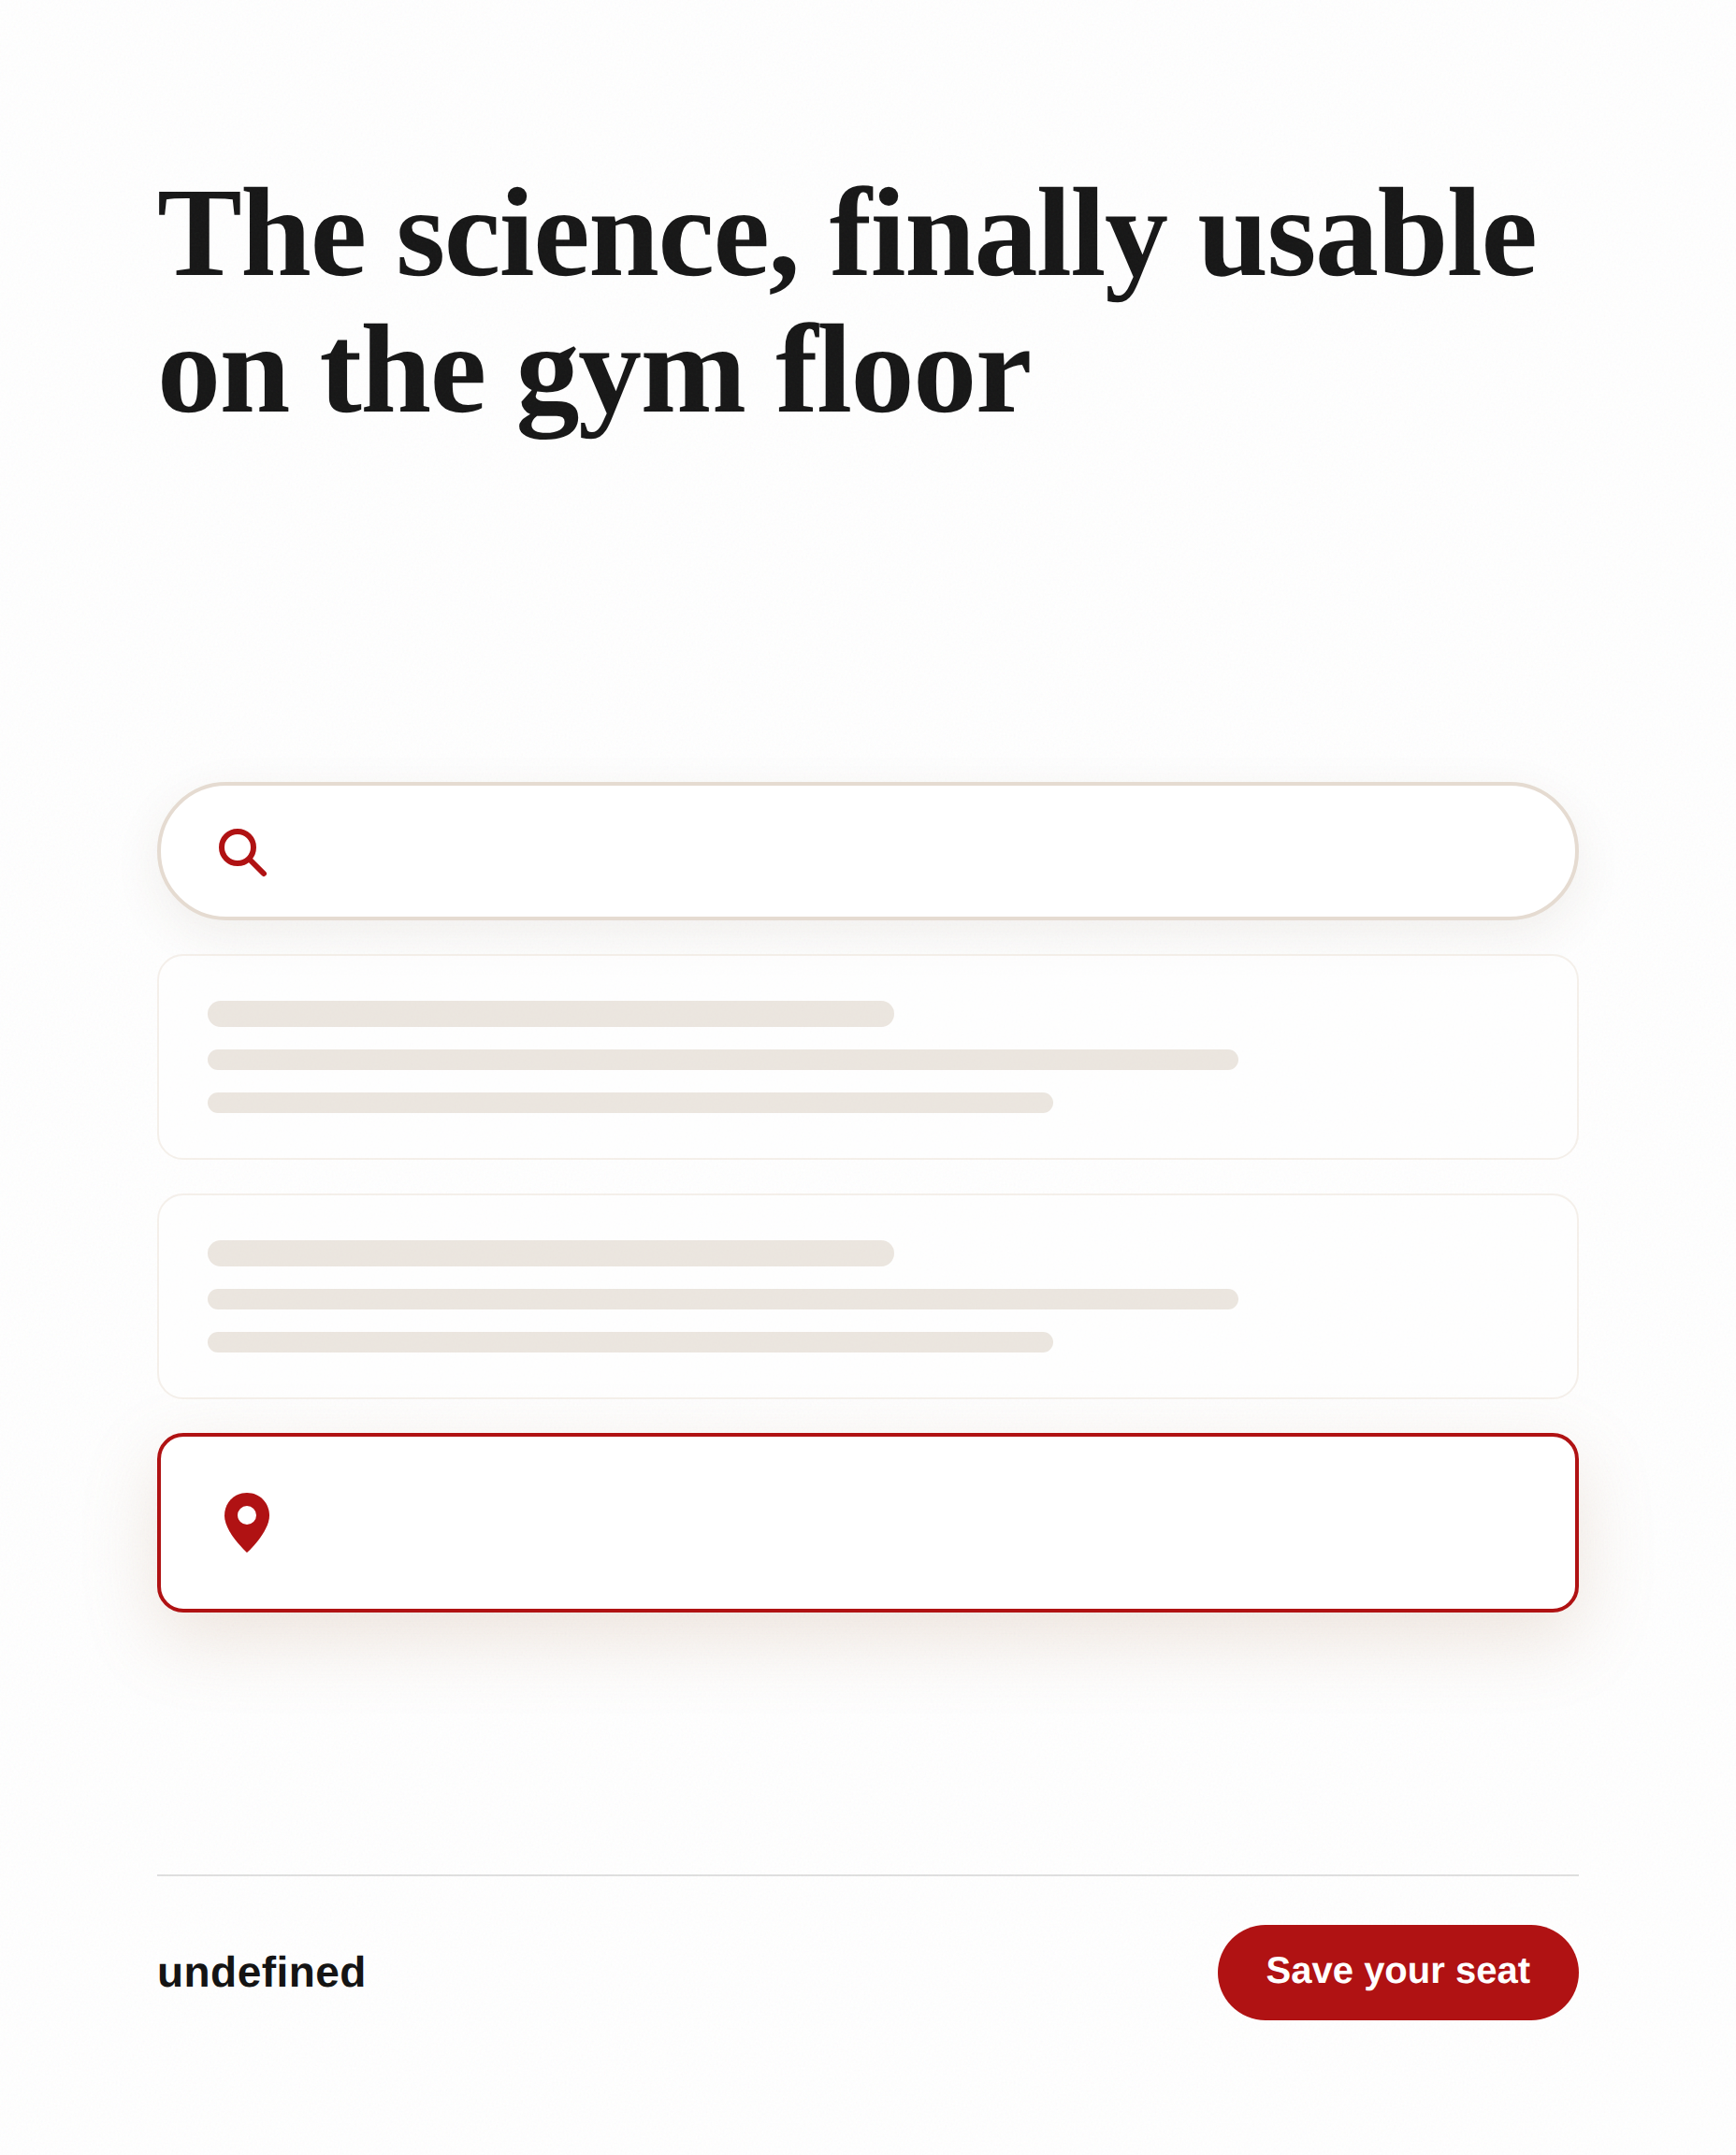 The science, finally usable
on the gym floor
undefined
Save your seat